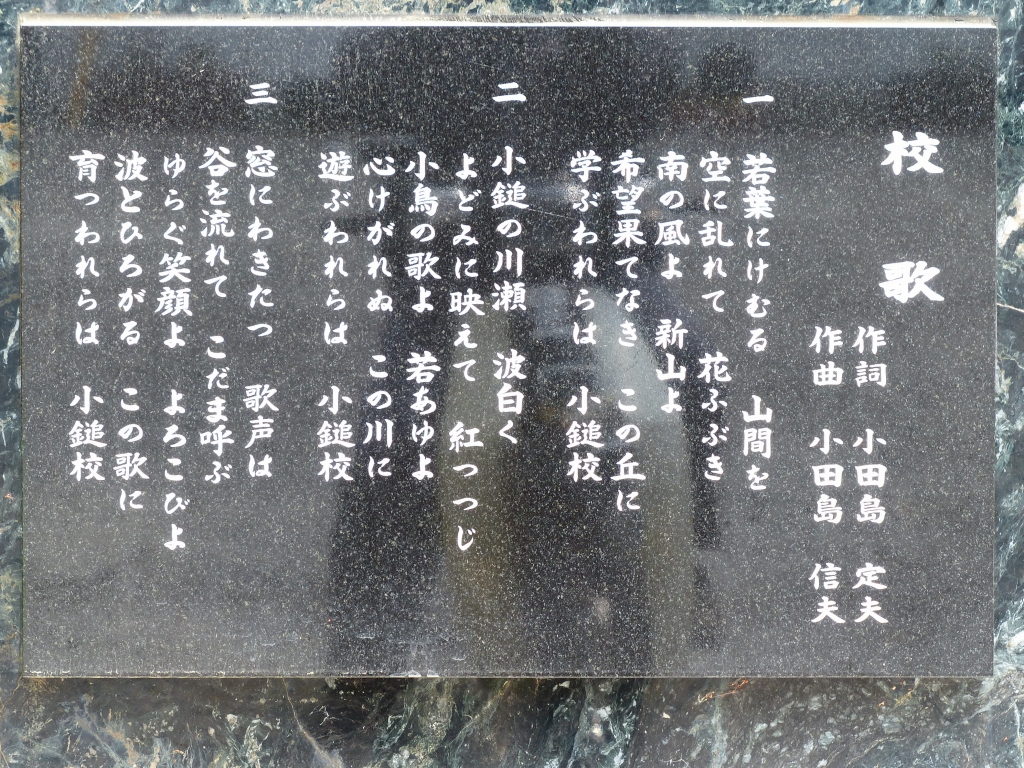 校歌
作詞 小田島 定夫
作曲 小田島 信夫
一
若葉にけむる 山間を
空に乱れて 花ふぶき
南の風よ 新山よ
希望果てなき この丘に
学ぶわれらは 小鎚校
二
小鎚の川瀬 波白く
よどみに映えて 紅つつじ
小鳥の歌よ 若あゆよ
心けがれぬ この川に
遊ぶわれらは 小鎚校
三
窓にわきたつ 歌声は
谷を流れて こだま呼ぶ
ゆらぐ笑顔よ よろこびよ
波とひろがる この歌に
育つわれらは 小鎚校